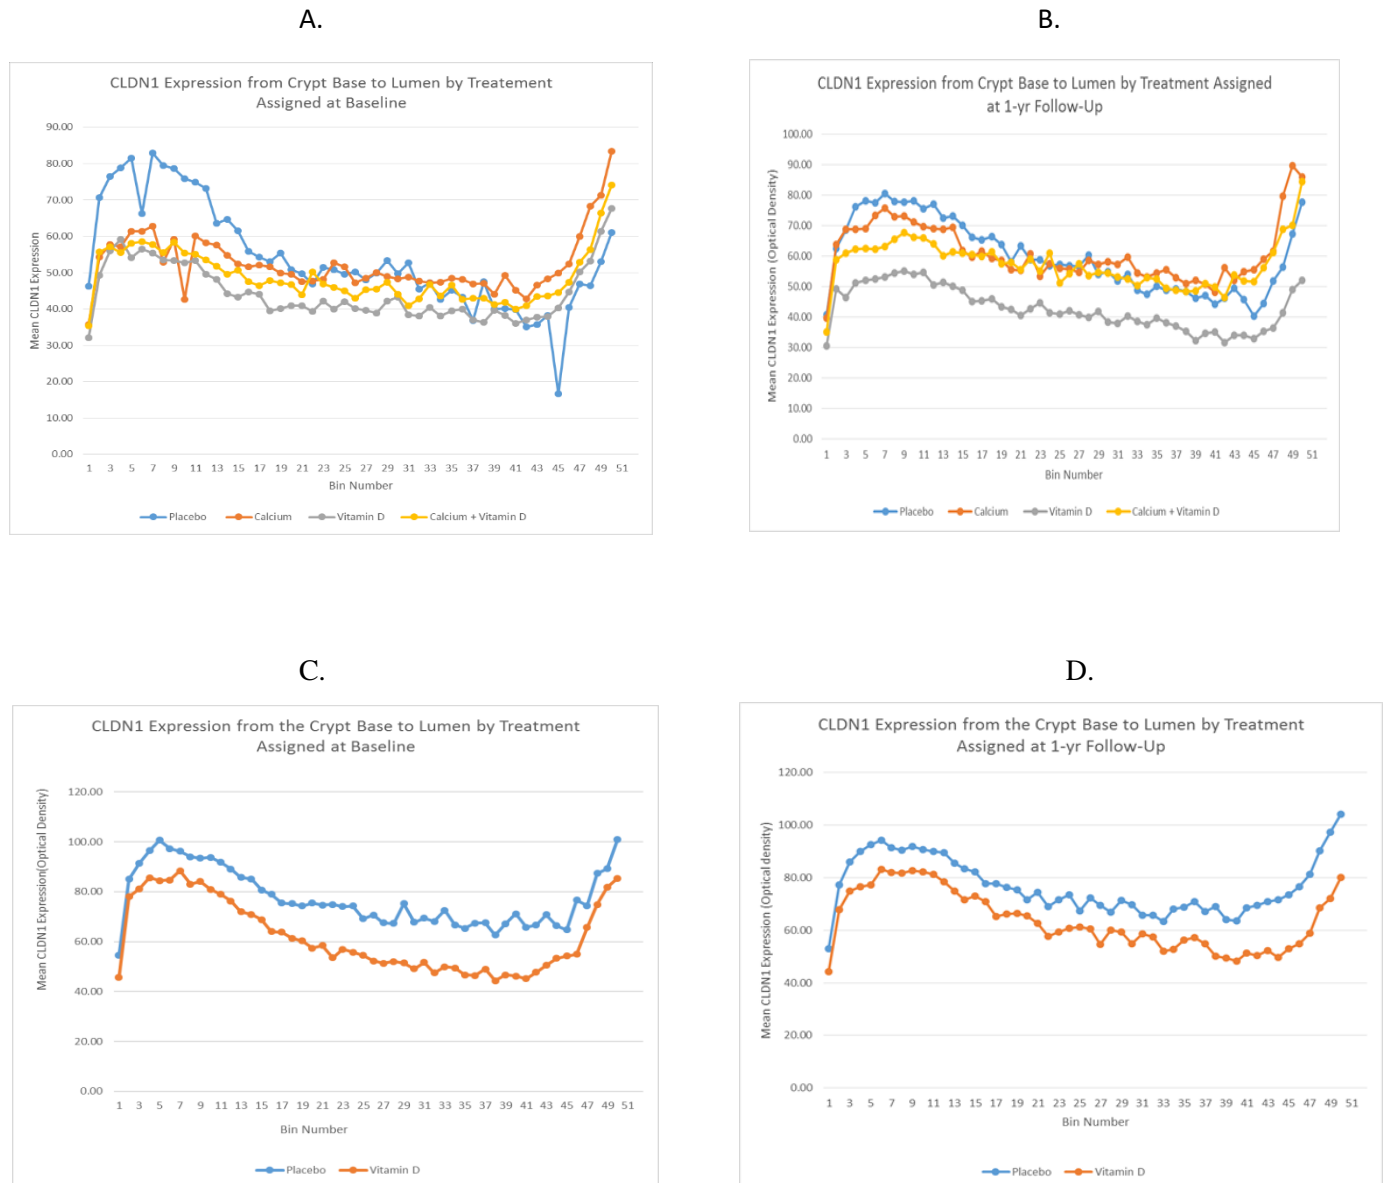 A.
B.
CLDN1 Expression from Crypt Base to Lumen by Treatement
Assigned at Baseline
Mean CLDN1 Expression
90.00
80.00
70.00
60.00
50.00
40.00
30.00
20.00
10.00
0.00
1 3 5 7 9 11 13 15 17 19 21 23 25 27 29 31 33 35 37 39 41 43 45 47 49 51
Bin Number
Placebo Calcium Vitamin D Calcium + Vitamin D
CLDN1 Expression from Crypt Base to Lumen by Treatment Assigned
at 1-yr Follow-Up
Mean CLDN1 Expression (Optical Density)
100.00
90.00
80.00
70.00
60.00
50.00
40.00
30.00
20.00
10.00
0.00
1 3 5 7 9 11 13 15 17 19 21 23 25 27 29 31 33 35 37 39 41 43 45 47 49 51
Bin Number
Placebo Calcium Vitamin D Calcium + Vitamin D
C.
D.
CLDN1 Expression from the Crypt Base to Lumen by Treatment
Assigned at Baseline
Mean CLDN1 Expression(Optical Density)
120.00
100.00
80.00
60.00
40.00
20.00
0.00
1 3 5 7 9 11 13 15 17 19 21 23 25 27 29 31 33 35 37 39 41 43 45 47 49 51
Bin Number
Placebo Vitamin D
CLDN1 Expression from the Crypt Base to Lumen by Treatment
Assigned at 1-yr Follow-Up
Mean CLDN1 Expression (Optical density)
120.00
100.00
80.00
60.00
40.00
20.00
0.00
1 3 5 7 9 11 13 15 17 19 21 23 25 27 29 31 33 35 37 39 41 43 45 47 49 51
Bin Number
Placebo Vitamin D